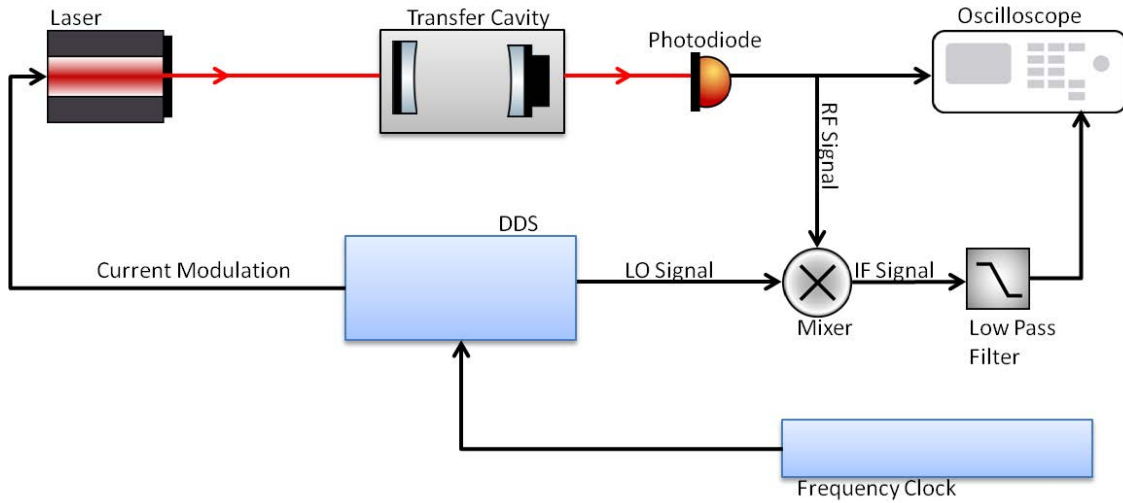 Laser
Transfer Cavity
Photodiode
Oscilloscope
RF Signal
DDS
Current Modulation
LO Signal
IF Signal
Mixer
Low Pass
Filter
Frequency Clock